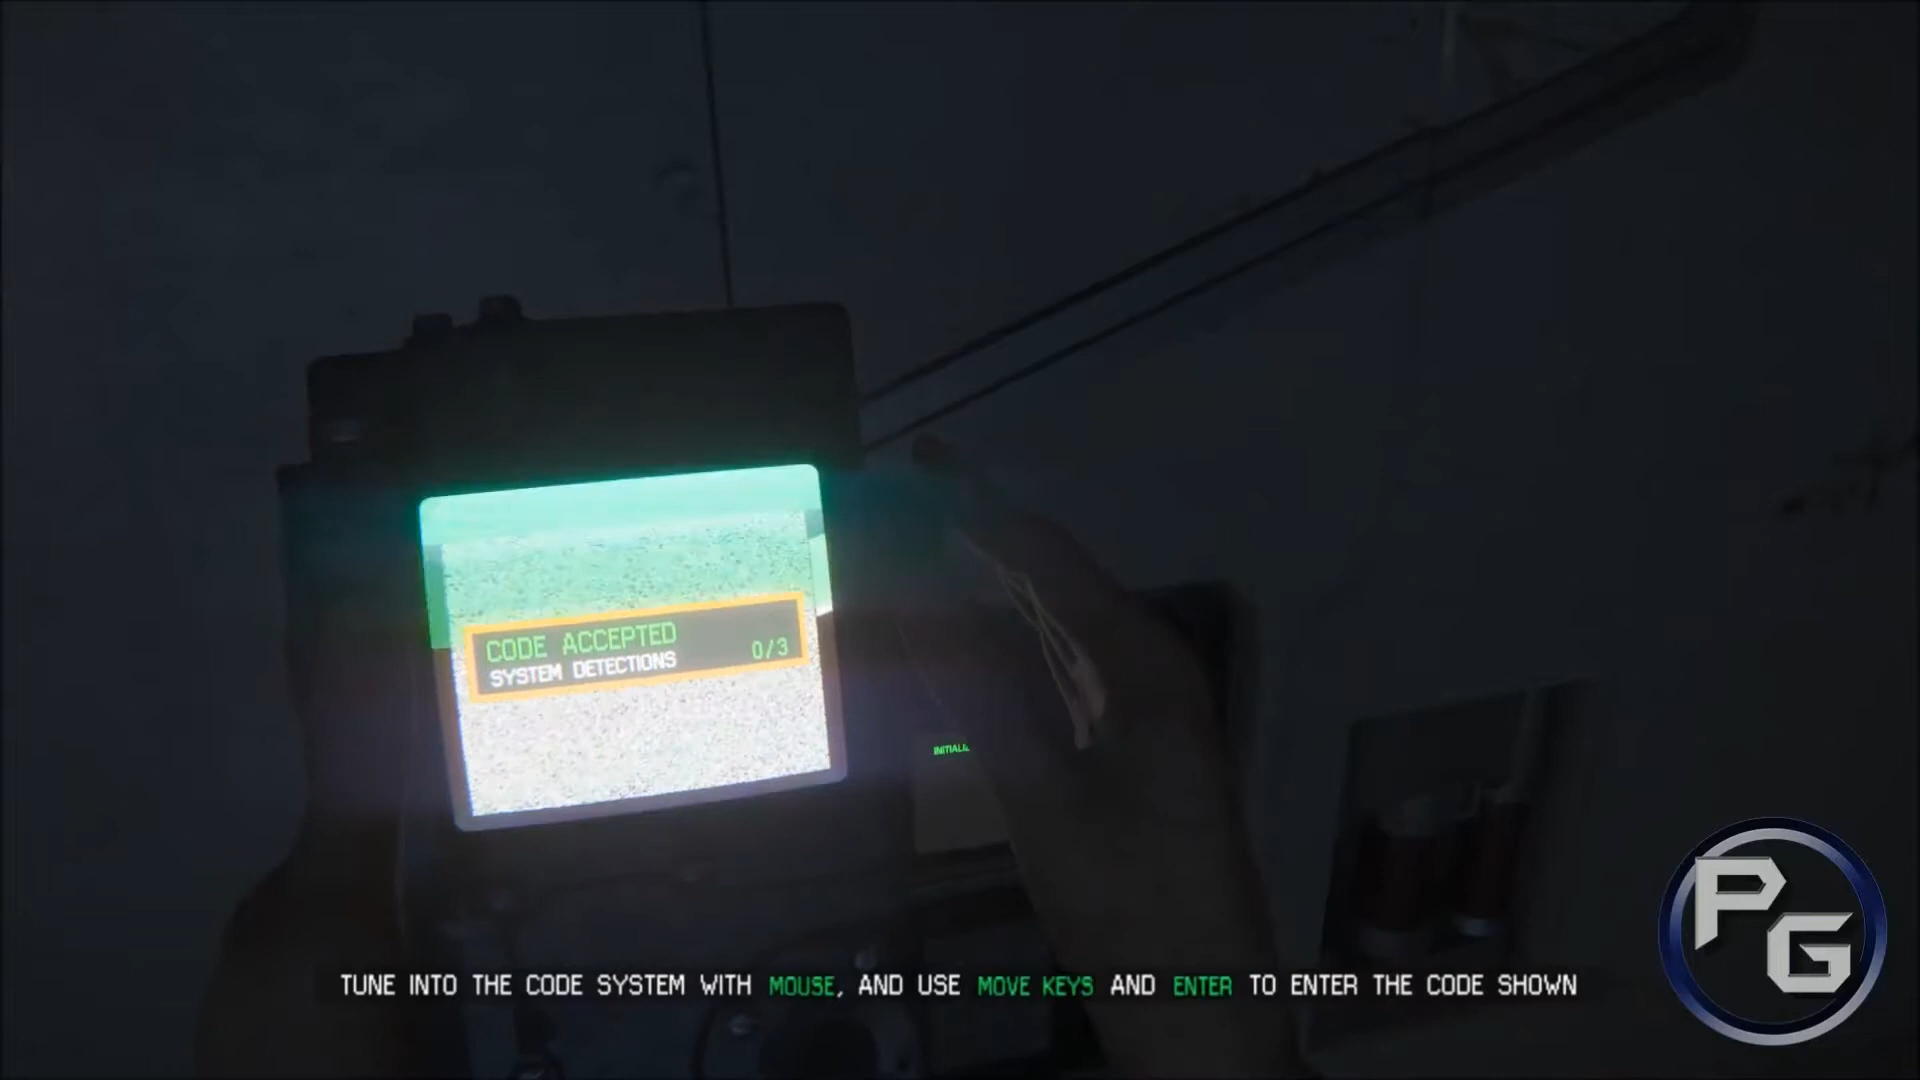 CODE ACCEPTED
SYSTEM DETECTIONS 0/3
TUNE INTO THE CODE SYSTEM WITH MOUSE, AND USE MOVE KEYS AND ENTER TO ENTER THE CODE SHOWN
PG